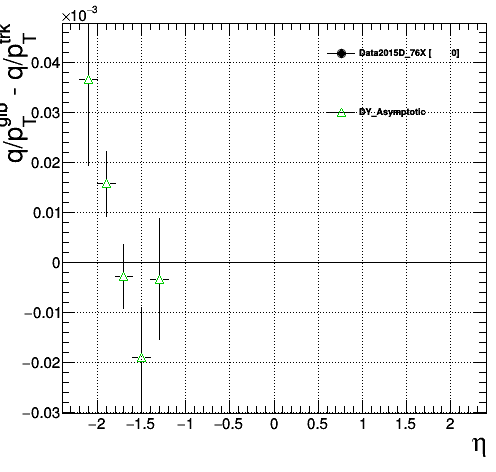 ×10⁻³
q/p_T^glb - q/p_T^trk
0.04
0.03
0.02
0.01
0
−0.01
−0.02
−0.03
Data2015D_76X [ 0]
DY_Asymptotic
−2 −1.5 −1 −0.5 0 0.5 1 1.5 2
η